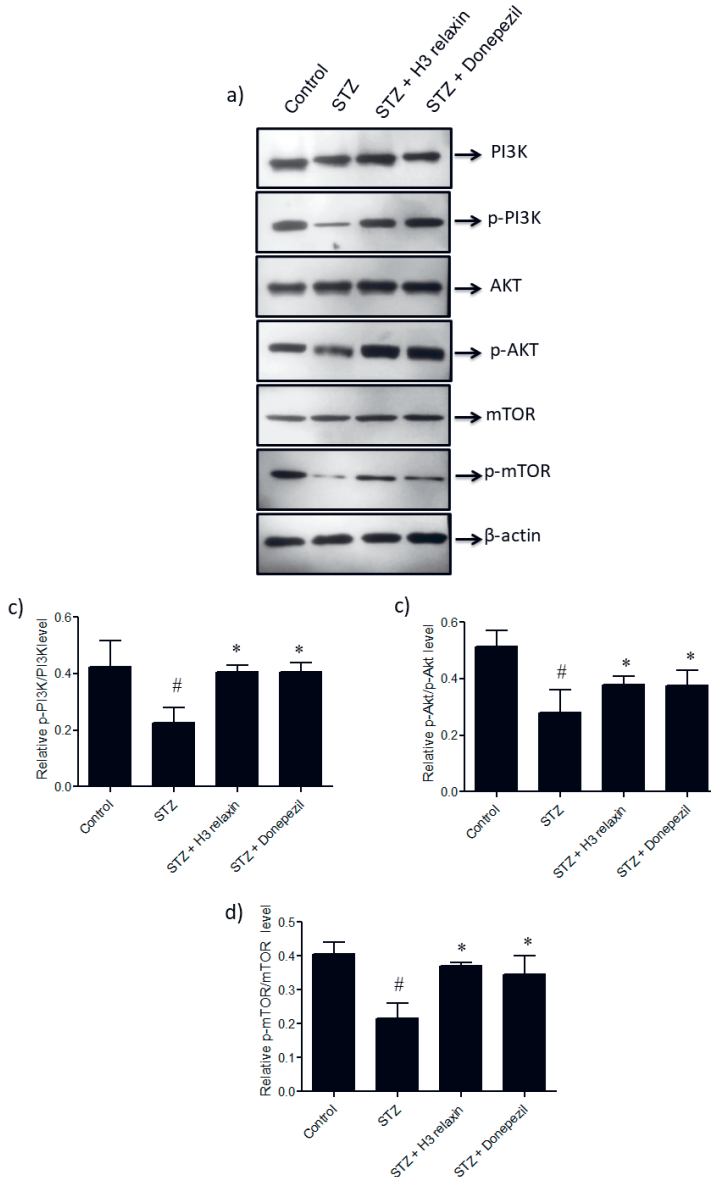 a)
Control
STZ
STZ + H3 relaxin
STZ + Donepezil
PI3K
p-PI3K
AKT
p-AKT
mTOR
p-mTOR
β-actin
c)
Relative p-PI3K/PI3Klevel
0.6
0.4
0.2
0.0
#
*
*
Control
STZ
STZ + H3 relaxin
STZ + Donepezil
c)
Relative p-Akt/p-Akt level
0.6
0.4
0.2
0.0
#
*
*
Control
STZ
STZ + H3 relaxin
STZ + Donepezil
d)
Relative p-mTOR/mTOR level
0.5
0.4
0.3
0.2
0.1
0.0
#
*
*
Control
STZ
STZ + H3 relaxin
STZ + Donepezil